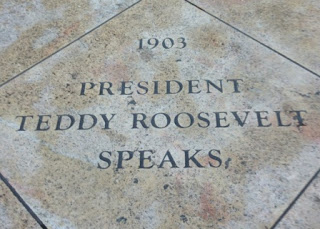 1903
PRESIDENT
TEDDY ROOSEVELT
SPEAKS